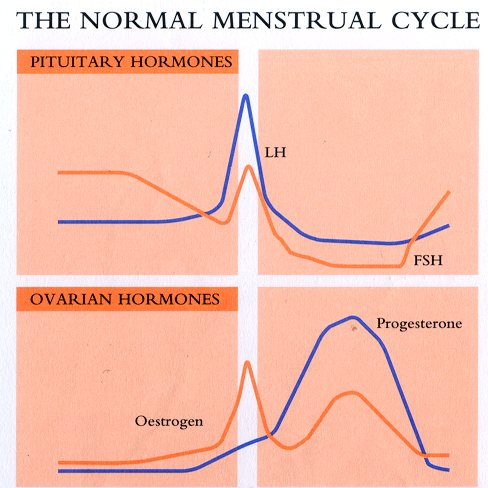 THE NORMAL MENSTRUAL CYCLE
PITUITARY HORMONES
LH
FSH
OVARIAN HORMONES
Progesterone
Oestrogen